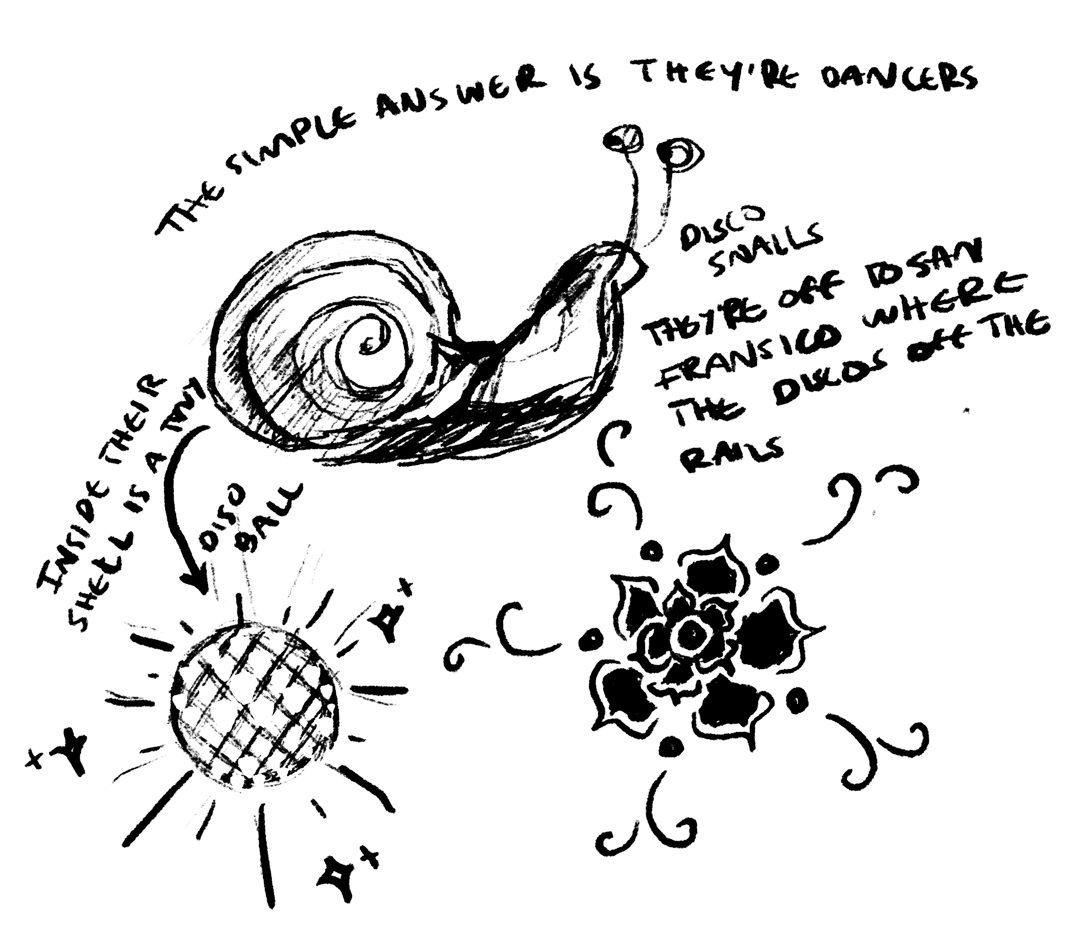 THE SIMPLE ANSWER IS THEY'RE DANCERS
DISCO
SNAILS
THEY'RE OFF TO SAN
FRANSICO WHERE
THE DISCOS OFF THE
RAILS
INSIDE THEIR
SHELL IS A TINY
DISO
BALL